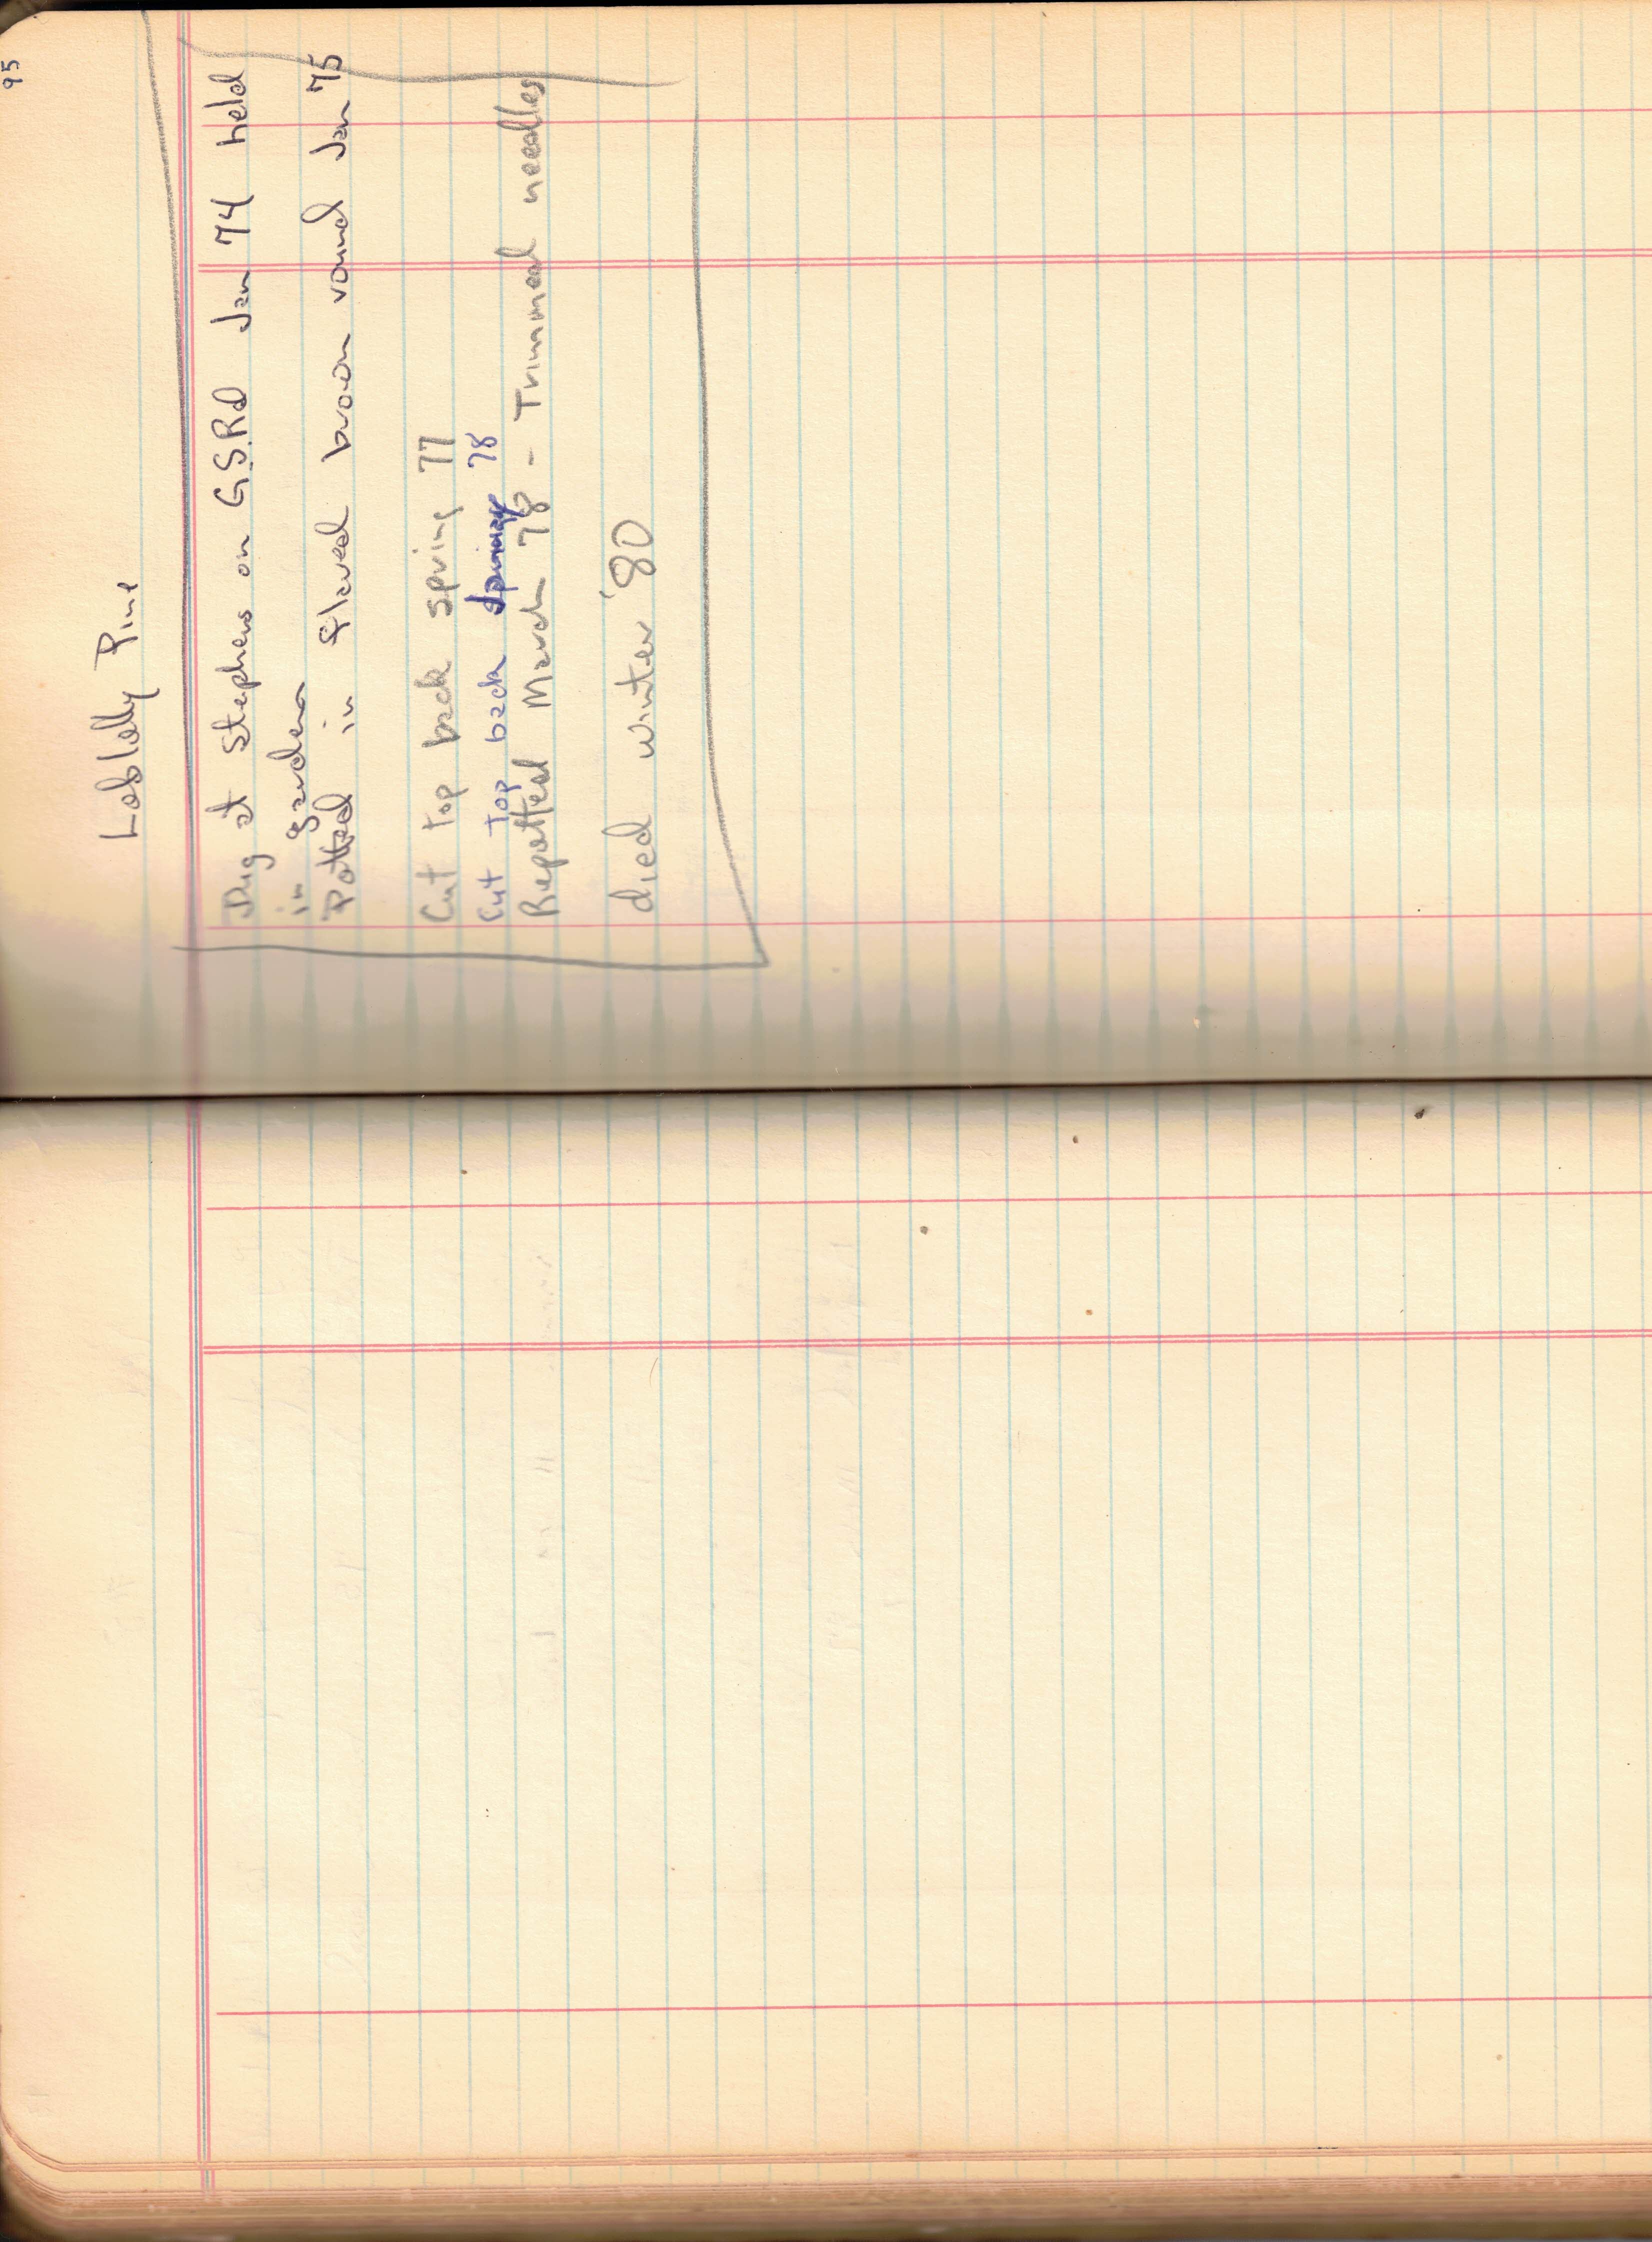 95
Loblolly Pine
Dug at Stephens on G.S.Rd Jan 74 held
in garden
Potted in flared brown round Jan 75
Cut top back spring 77
Cut top back spring 78
Repotted March 78 - Trimmed needles
died winter '80